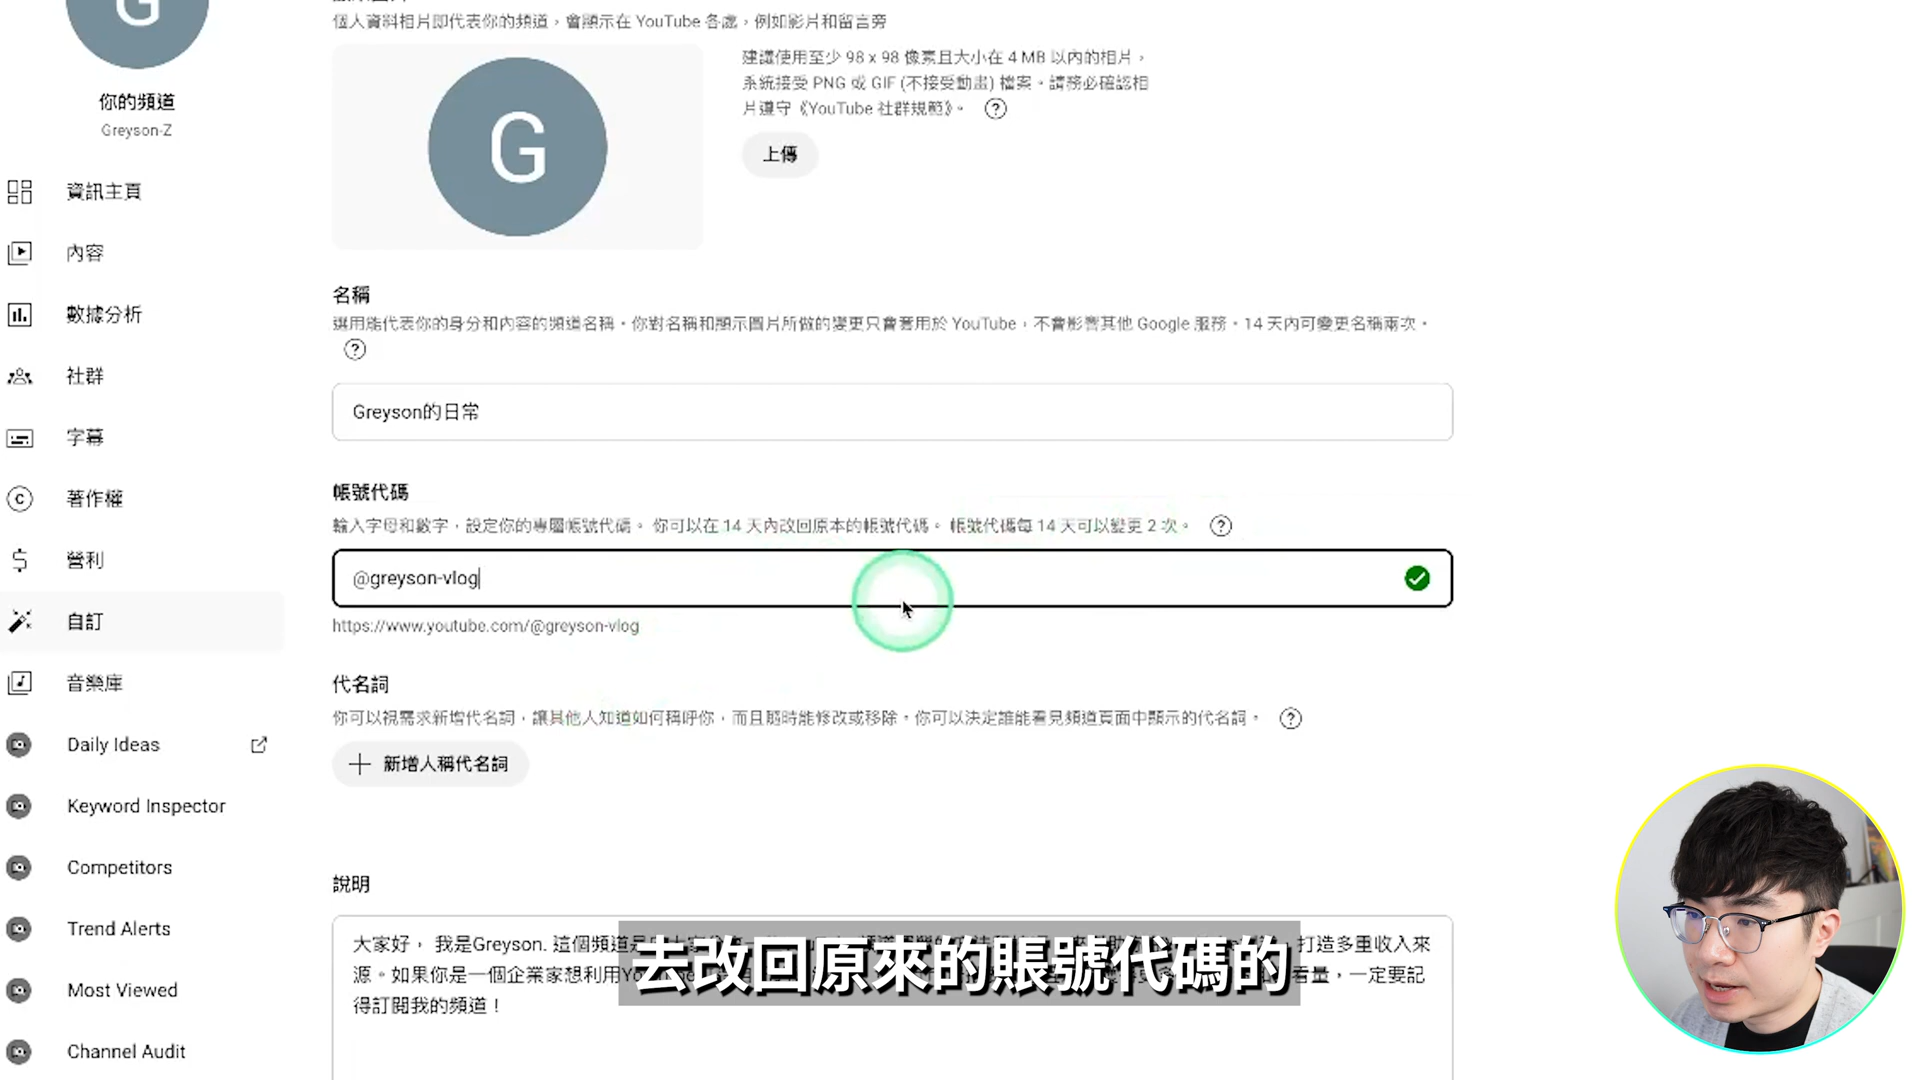 G
你的頻道
Greyson-Z
資訊主頁
內容
數據分析
社群
字幕
著作權
營利
自訂
音樂庫
Daily Ideas
Keyword Inspector
Competitors
Trend Alerts
Most Viewed
Channel Audit
個人資料相片即代表你的頻道，會顯示在 YouTube 各處，例如影片和留言旁
G
建議使用至少 98 x 98 像素且大小在 4 MB 以內的相片，
系統接受 PNG 或 GIF (不接受動畫) 檔案。請務必確認相
片遵守《YouTube 社群規範》。
上傳
名稱
選用能代表你的身分和內容的頻道名稱。你對名稱和顯示圖片所做的變更只會套用於 YouTube，不會影響其他 Google 服務。14 天內可變更名稱兩次。
Greyson的日常
帳號代碼
輸入字母和數字，設定你的專屬帳號代碼。 你可以在 14 天內改回原本的帳號代碼。 帳號代碼每 14 天可以變更 2 次。
@greyson-vlog
https://www.youtube.com/@greyson-vlog
代名詞
你可以視需求新增代名詞，讓其他人知道如何稱呼你，而且隨時能修改或移除。你可以決定誰能看見頻道頁面中顯示的代名詞。
新增人稱代名詞
說明
大家好， 我是Greyson. 這個頻道是 打造多重收入來
源。如果你是一個企業家想利用 看量，一定要記
得訂閱我的頻道！
去改回原來的賬號代碼的